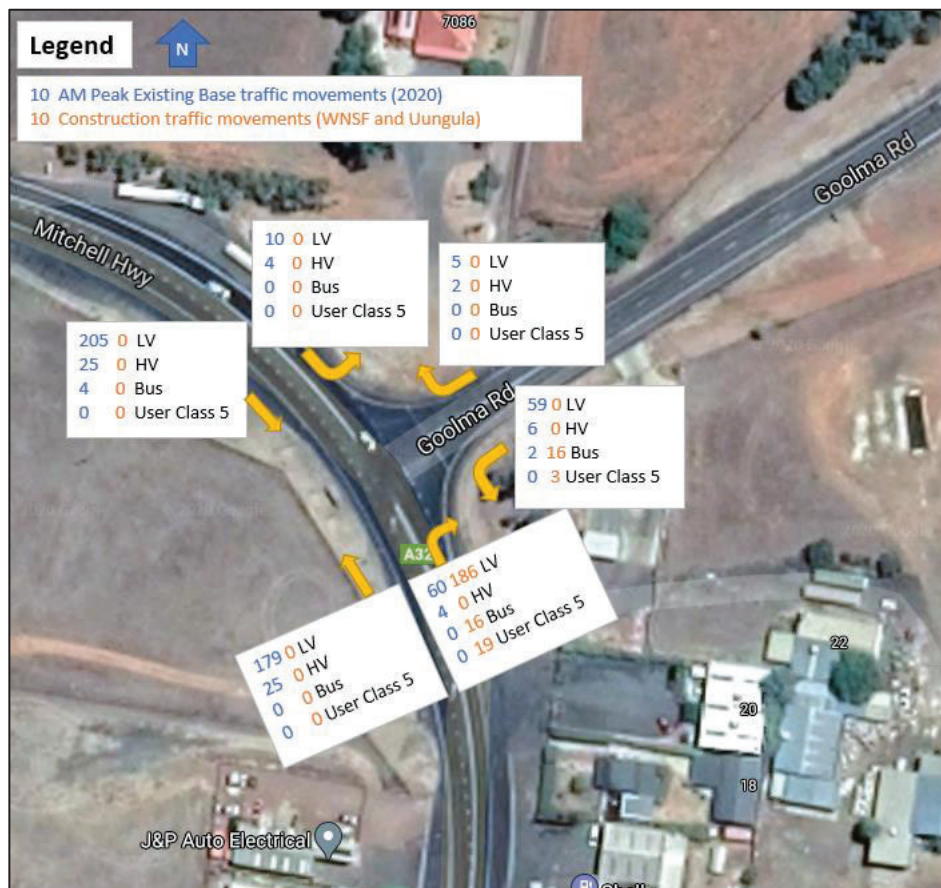 7086
Legend
N
10 AM Peak Existing Base traffic movements (2020)
10 Construction traffic movements (WNSF and Uungula)
Goolma Rd
Mitchell Hwy
10 0 LV
4 0 HV
0 0 Bus
0 0 User Class 5
5 0 LV
2 0 HV
0 0 Bus
0 0 User Class 5
205 0 LV
25 0 HV
4 0 Bus
0 0 User Class 5
Goolma Rd
59 0 LV
6 0 HV
2 16 Bus
0 3 User Class 5
A32
60 186 LV
4 0 HV
0 16 Bus
0 19 User Class 5
179 0 LV
25 0 HV
0 0 Bus
0 0 User Class 5
22
20
18
J&P Auto Electrical